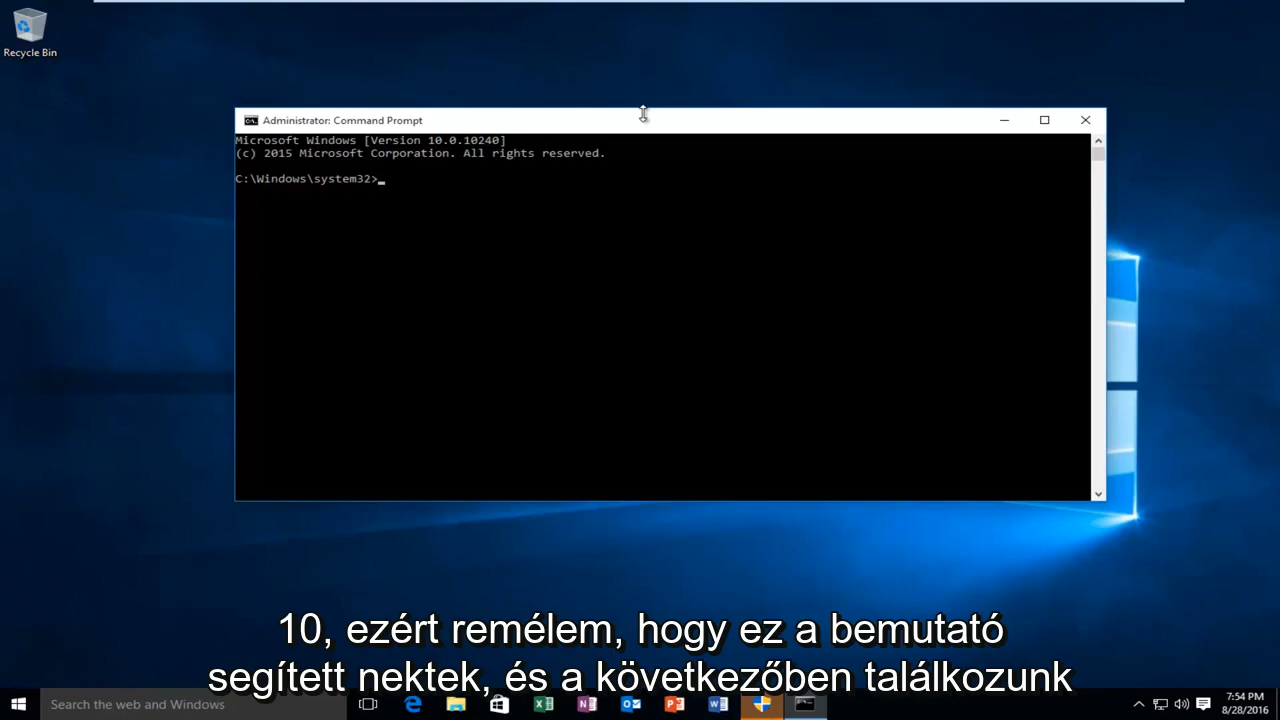 Recycle Bin
Administrator: Command Prompt
Microsoft Windows [Version 10.0.10240]
(c) 2015 Microsoft Corporation. All rights reserved.
C:\Windows\system32>_
10, ezért remélem, hogy ez a bemutató
segített nektek, és a következőben találkozunk
Search the web and Windows
7:54 PM
8/28/2016